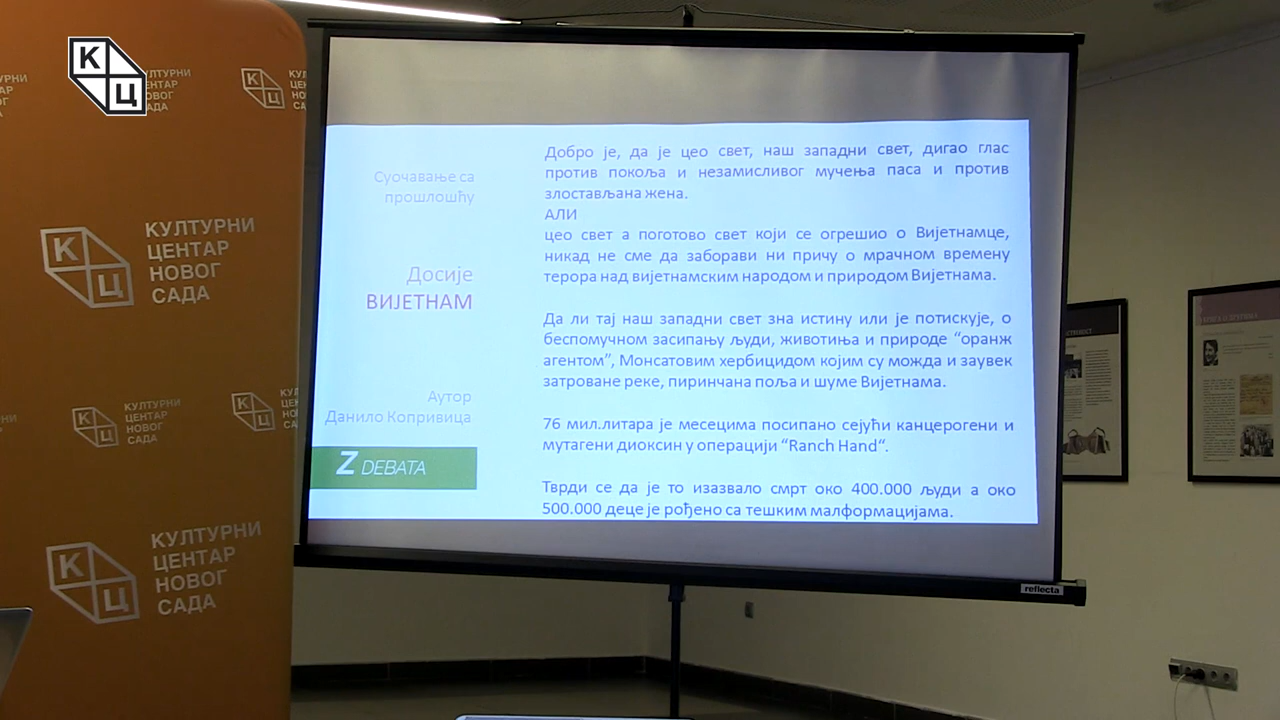 К
Ц
КУЛТУРНИ
ЦЕНТАР
НОВОГ
САДА
К
Ц
КУЛТУРНИ
ЦЕНТАР
НОВОГ
САДА
К
Ц
КУЛТУРНИ
ЦЕНТАР
НОВОГ
САДА
К
Ц
КУЛТУРНИ
ЦЕНТАР
НОВОГ
САДА
Суочавање са
прошлошћу
Досије
ВИЈЕТНАМ
Аутор
Данило Копривица
Z DEBATA
Добро је, да је цео свет, наш западни свет, дигао глас
против покоља и незамисливог мучења паса и против
злостављана жена.
АЛИ
цео свет а поготово свет који се огрешио о Вијетнамце,
никад не сме да заборави ни причу о мрачном времену
терора над вијетнамским народом и природом Вијетнама.
Да ли тај наш западни свет зна истину или је потискује, о
беспомучном засипању људи, животиња и природе “оранж
агентом”, Монсатовим хербицидом којим су можда и заувек
затроване реке, пиринчана поља и шуме Вијетнама.
76 мил.литара је месецима посипано сејући канцерогени и
мутагени диоксин у операцији “Ranch Hand“.
Тврди се да је то изазвало смрт око 400.000 људи а око
500.000 деце је рођено са тешким малформацијама.
reflecta